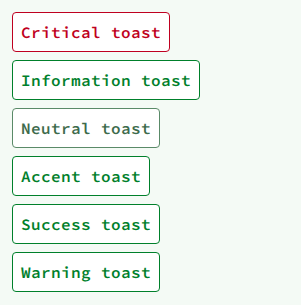 Critical toast
Information toast
Neutral toast
Accent toast
Success toast
Warning toast